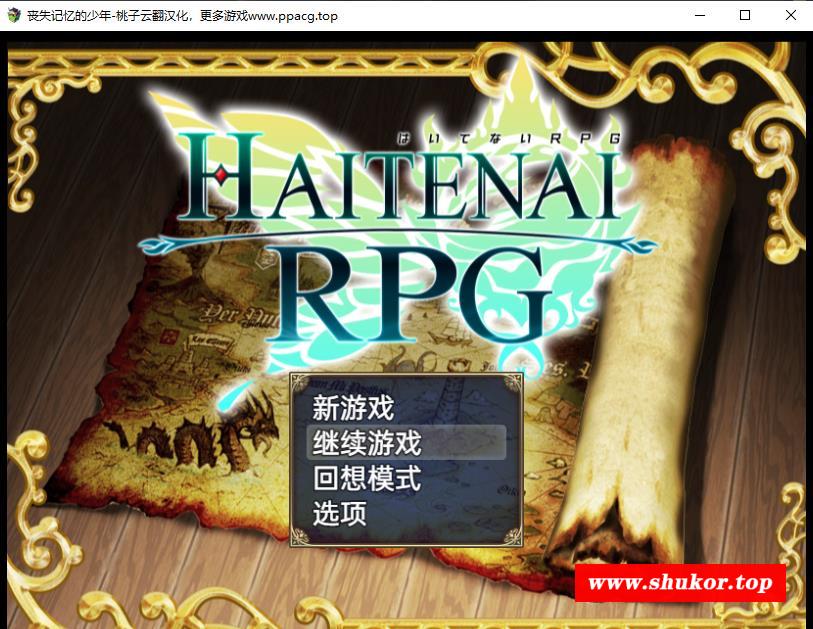 丧失记忆的少年-桃子云翻汉化，更多游戏www.ppacg.top
はいてないRPG
HAITENAI
RPG
新游戏
继续游戏
回想模式
选项
www.shukor.top